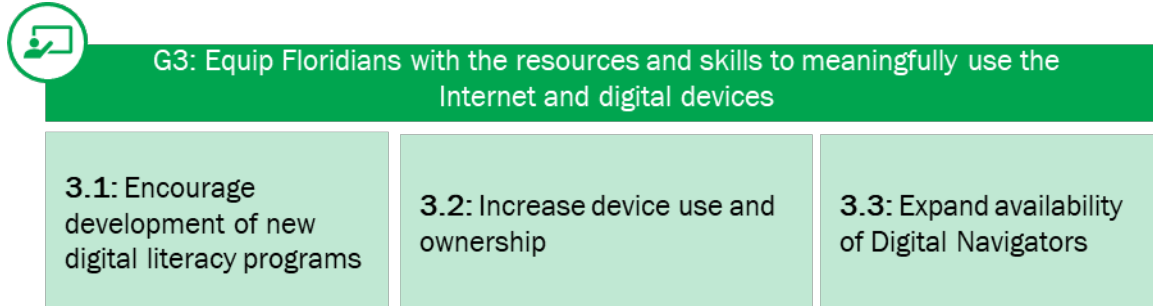 G3: Equip Floridians with the resources and skills to meaningfully use the
Internet and digital devices
3.1: Encourage
development of new
digital literacy programs
3.2: Increase device use and
ownership
3.3: Expand availability
of Digital Navigators